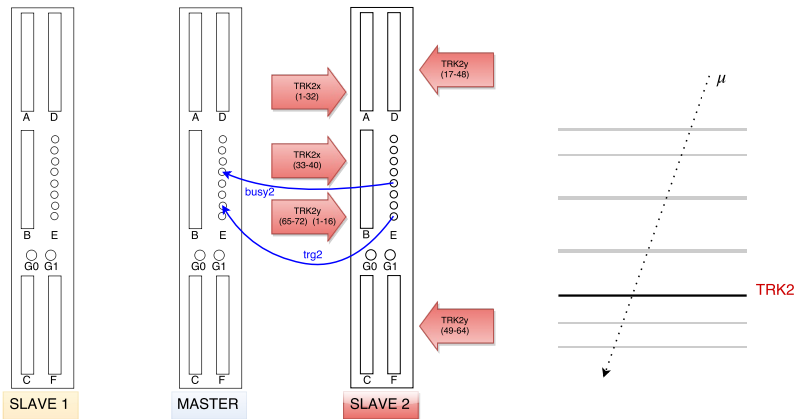 A D
B E
G0 G1
C F
SLAVE 1
A D
B E
G0 G1
C F
MASTER
busy2
trg2
TRK2x
(1-32)
TRK2x
(33-40)
TRK2y
(65-72) (1-16)
A D
B E
G0 G1
C F
SLAVE 2
TRK2y
(17-48)
TRK2y
(49-64)
μ
TRK2